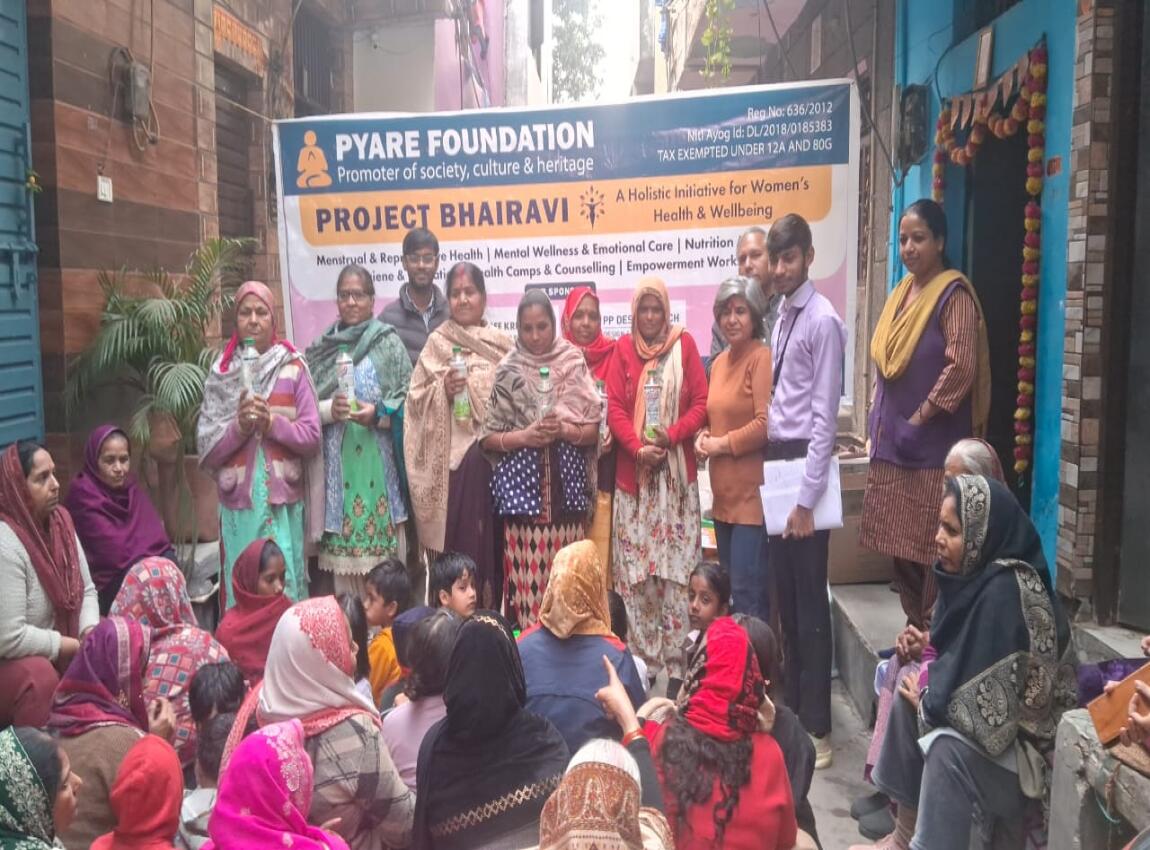 PYARE FOUNDATION
Promoter of society, culture & heritage
Reg No: 636/2012
Niti Ayog Id: DL/2018/0185383
TAX EXEMPTED UNDER 12A AND 80G
PROJECT BHAIRAVI
A Holistic Initiative for Women's
Health & Wellbeing
Menstrual & Health | Mental Wellness & Emotional Care | Nutrition
& Camps & Counselling | Empowerment
PP